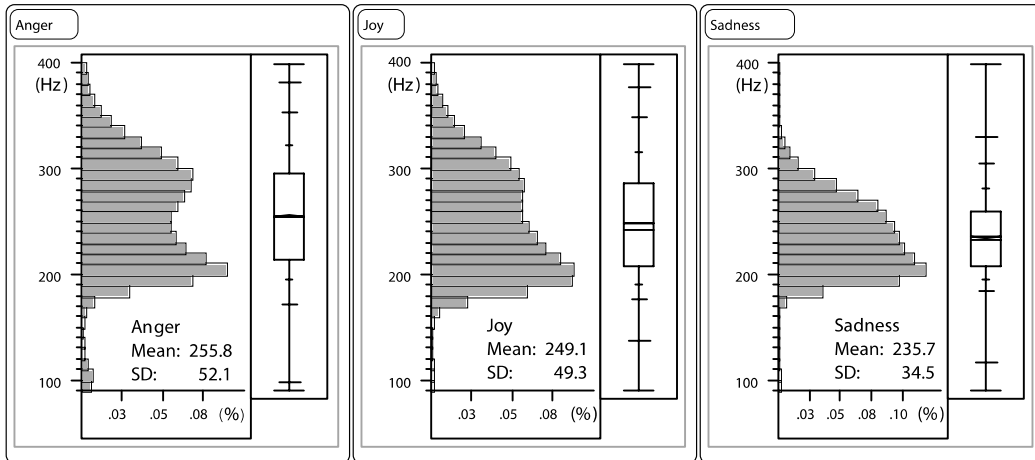 Anger
400
(Hz)
300
200
100
Anger
Mean: 255.8
SD: 52.1
.03 .05 .08 (%)
Joy
400
(Hz)
300
200
100
Joy
Mean: 249.1
SD: 49.3
.03 .05 .08 (%)
Sadness
400
(Hz)
300
200
100
Sadness
Mean: 235.7
SD: 34.5
.03 .05 .08 .10 (%)